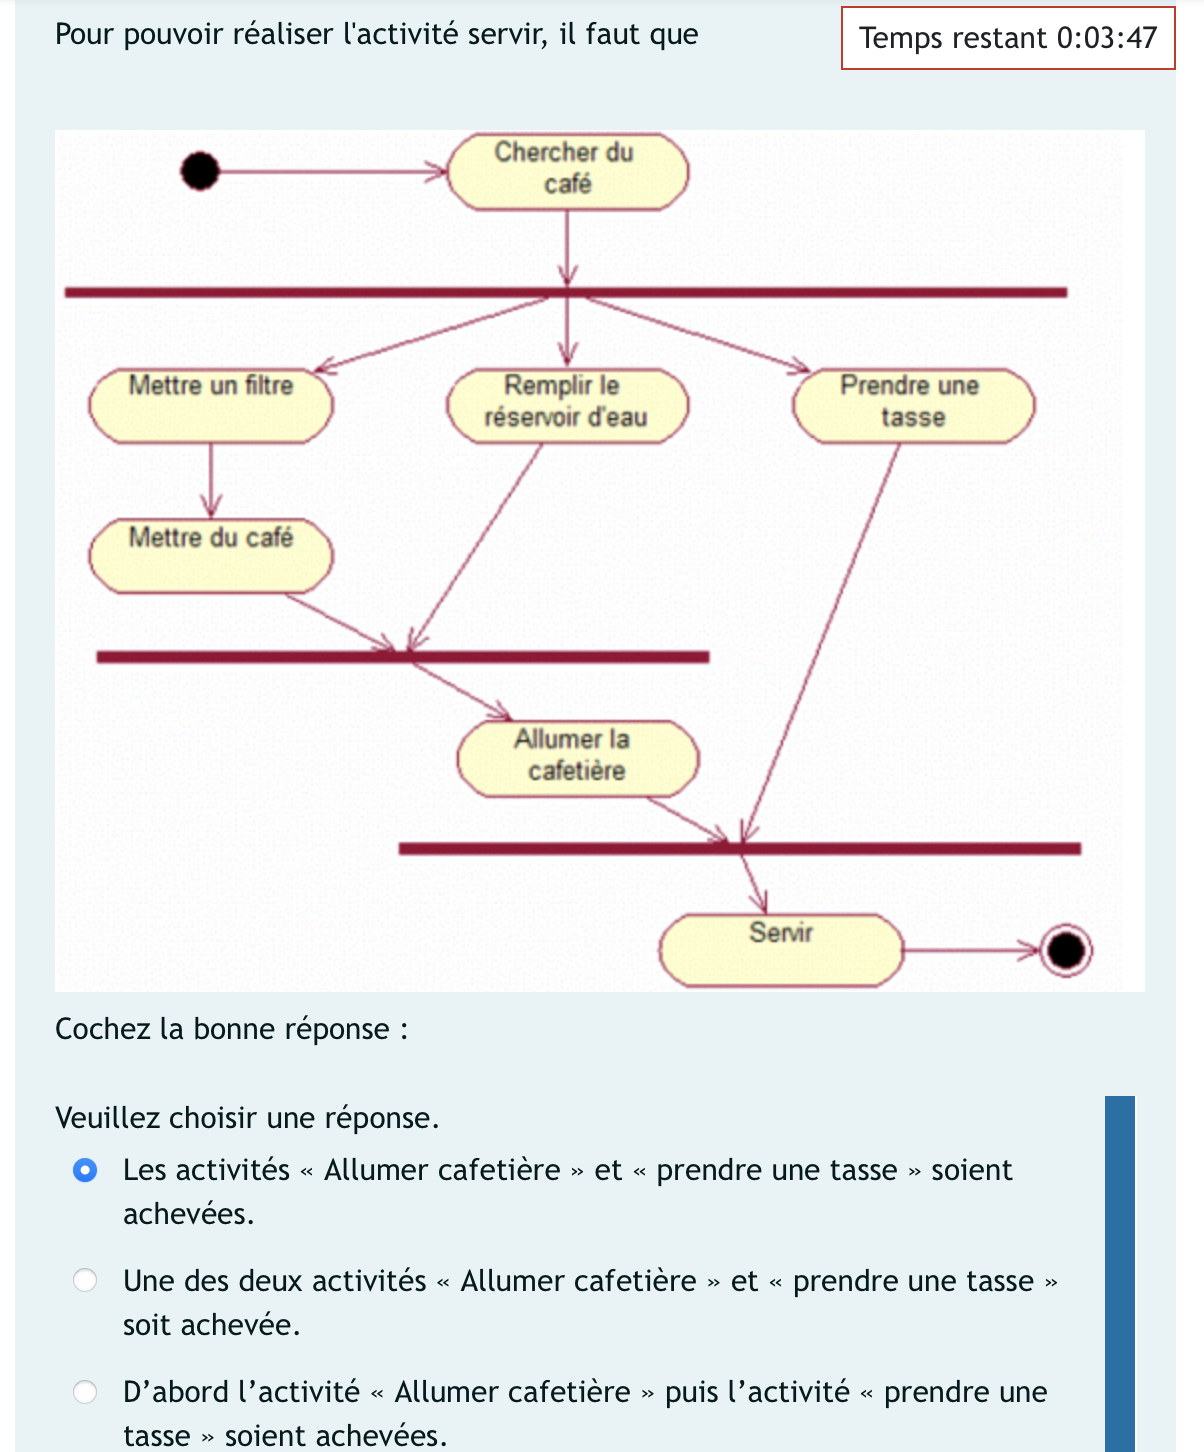 Pour pouvoir réaliser l'activité servir, il faut que
Temps restant 0:03:47
Chercher du
café
Mettre un filtre
Remplir le
réservoir d'eau
Prendre une
tasse
Mettre du café
Allumer la
cafetière
Servir
Cochez la bonne réponse :
Veuillez choisir une réponse.
Les activités « Allumer cafetière » et « prendre une tasse » soient
achevées.
Une des deux activités « Allumer cafetière » et « prendre une tasse »
soit achevée.
D’abord l’activité « Allumer cafetière » puis l’activité « prendre une
tasse » soient achevées.